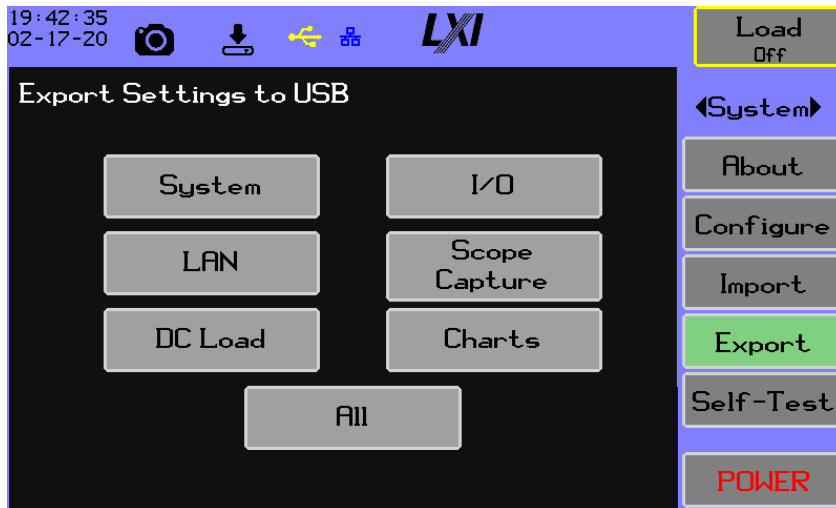 19:42:35
02-17-20
LXI
Load
Off
Export Settings to USB
System
I/O
LAN
Scope
Capture
DC Load
Charts
All
◀System▶
About
Configure
Import
Export
Self-Test
POWER